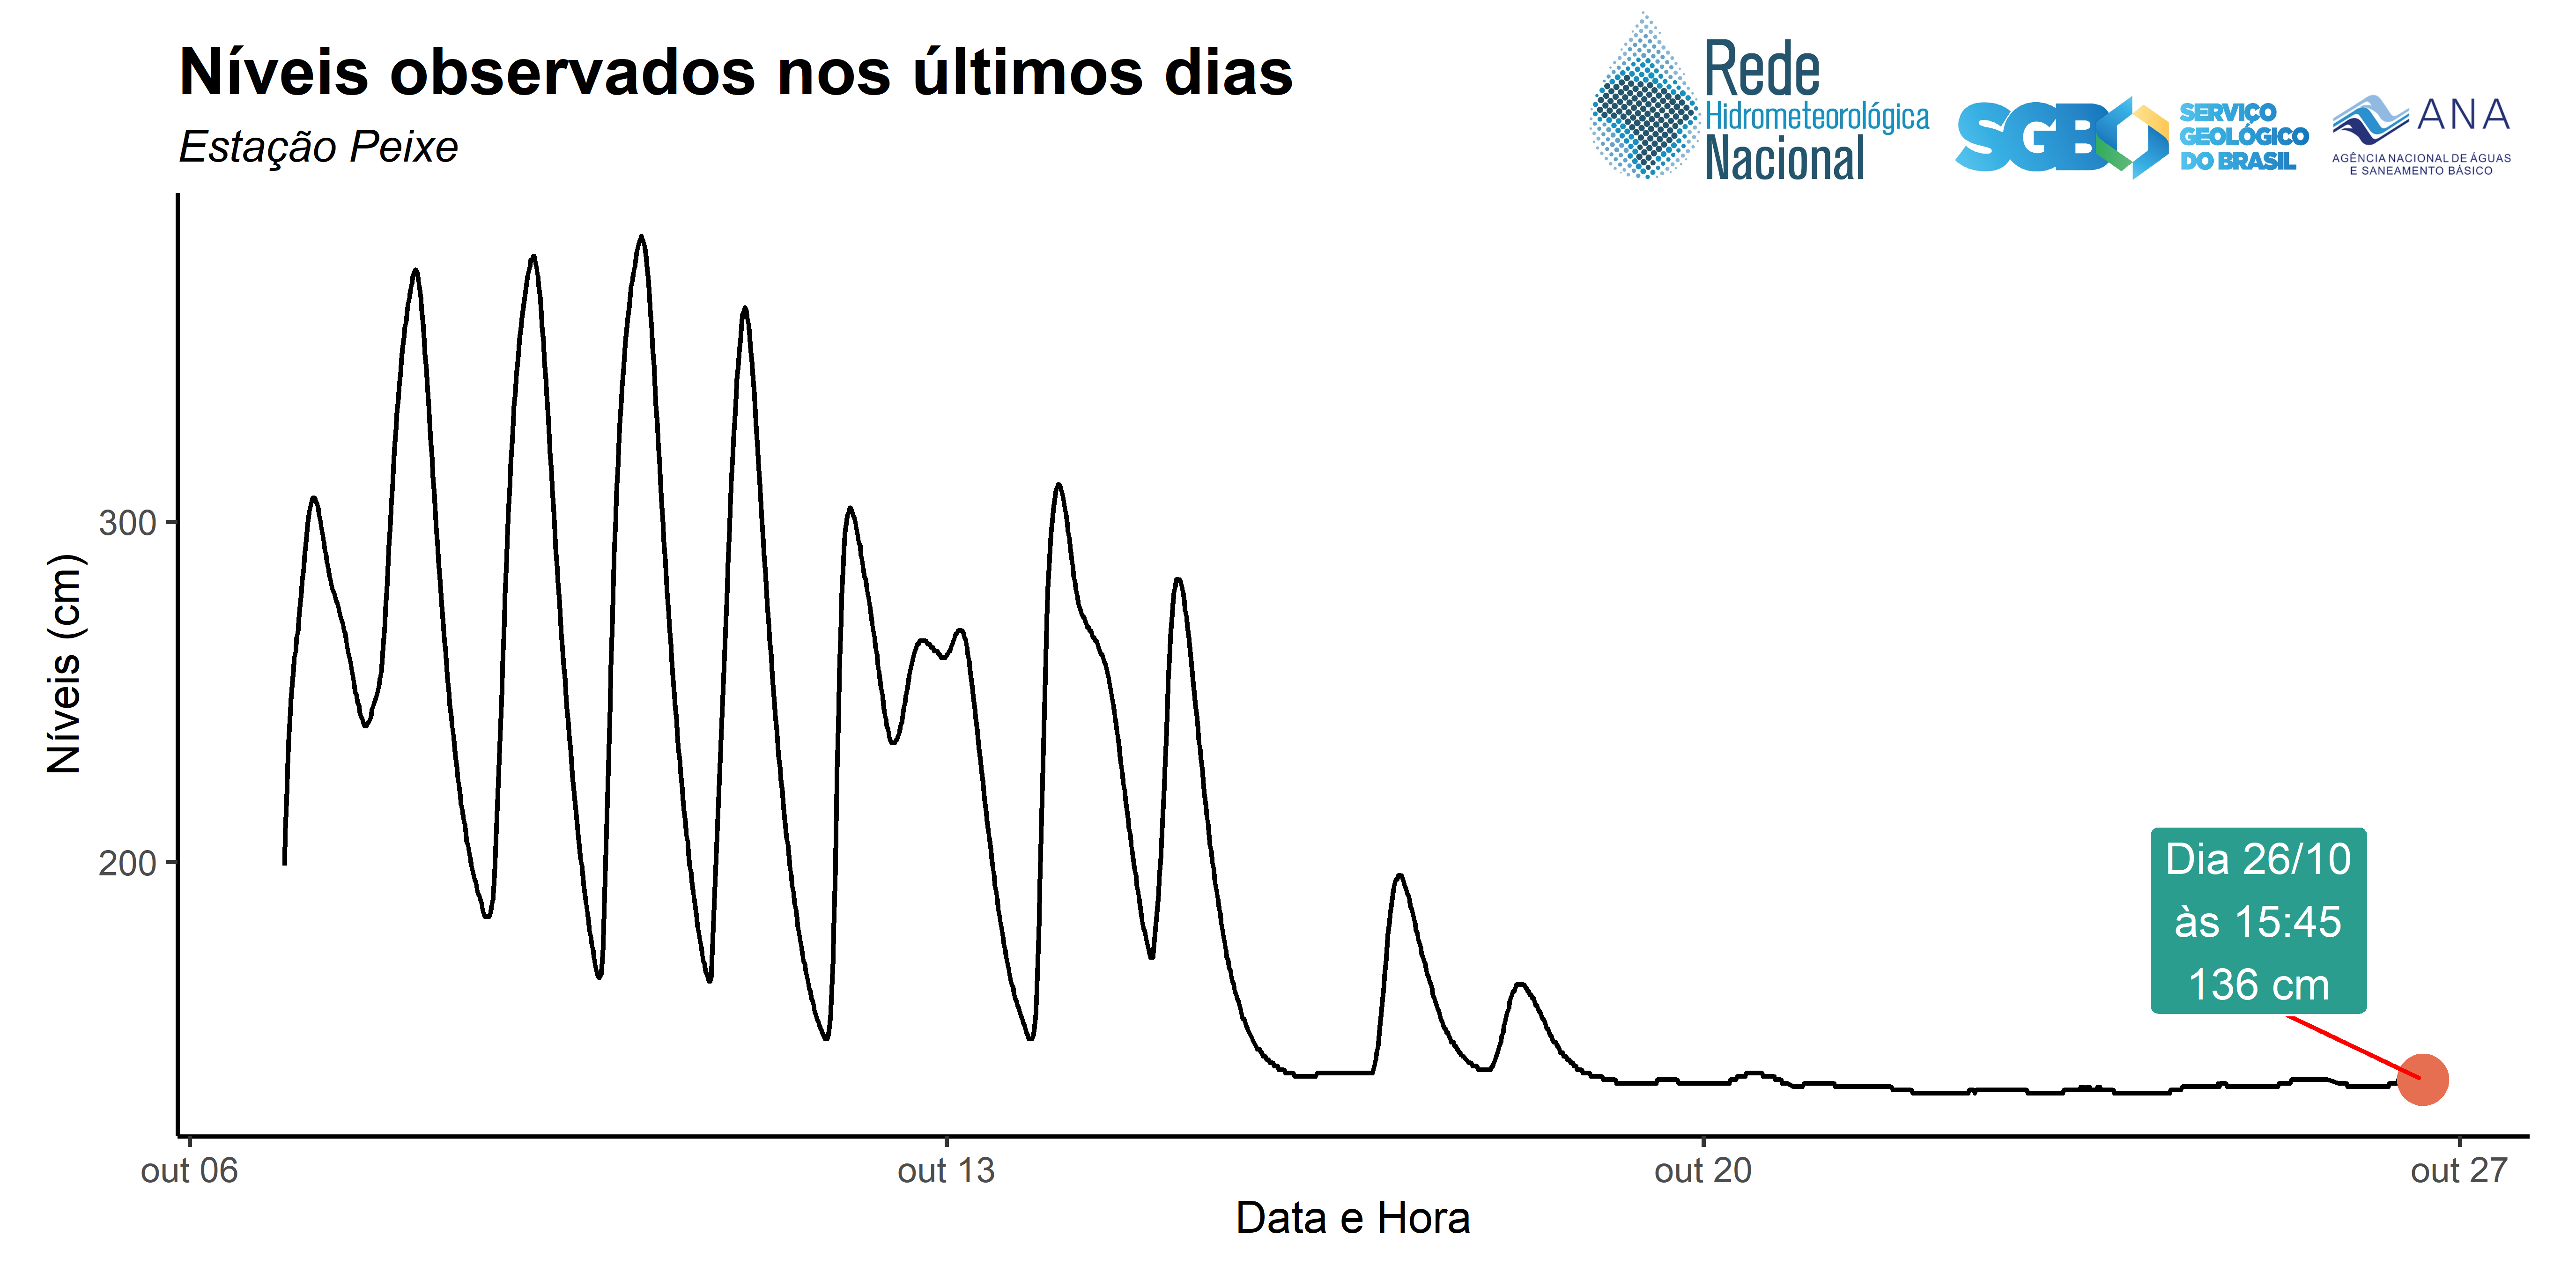 Níveis observados nos últimos dias
Estação Peixe
Rede
Hidrometeorológica
Nacional
SGB
SERVIÇO
GEOLÓGICO
DO BRASIL
ANA
AGÊNCIA NACIONAL DE ÁGUAS
E SANEAMENTO BÁSICO
Níveis (cm)
300
200
Dia 26/10
às 15:45
136 cm
out 06
out 13
out 20
out 27
Data e Hora